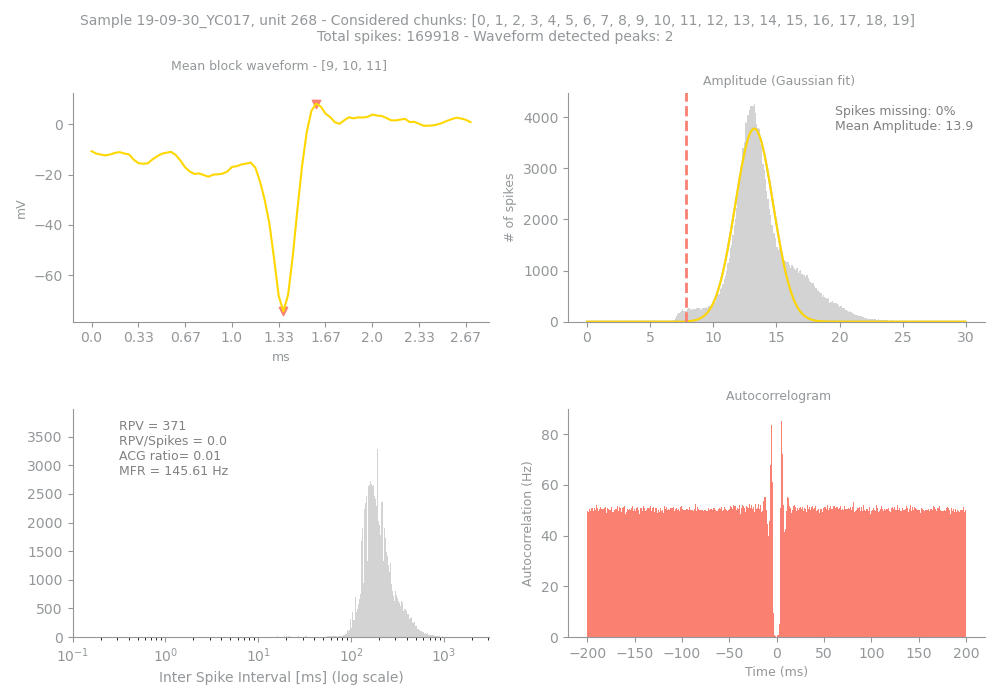 Sample 19-09-30_YC017, unit 268 - Considered chunks: [0, 1, 2, 3, 4, 5, 6, 7, 8, 9, 10, 11, 12, 13, 14, 15, 16, 17, 18, 19]
Total spikes: 169918 - Waveform detected peaks: 2
Mean block waveform - [9, 10, 11]
mV
0
−20
−40
−60
0.0 0.33 0.67 1.0 1.33 1.67 2.0 2.33 2.67
ms
Amplitude (Gaussian fit)
Spikes missing: 0%
Mean Amplitude: 13.9
# of spikes
4000
3000
2000
1000
0
0 5 10 15 20 25 30
RPV = 371
RPV/Spikes = 0.0
ACG ratio= 0.01
MFR = 145.61 Hz
3500
3000
2500
2000
1500
1000
500
0
10⁻¹ 10⁰ 10¹ 10² 10³
Inter Spike Interval [ms] (log scale)
Autocorrelogram
Autocorrelation (Hz)
80
60
40
20
0
−200 −150 −100 −50 0 50 100 150 200
Time (ms)